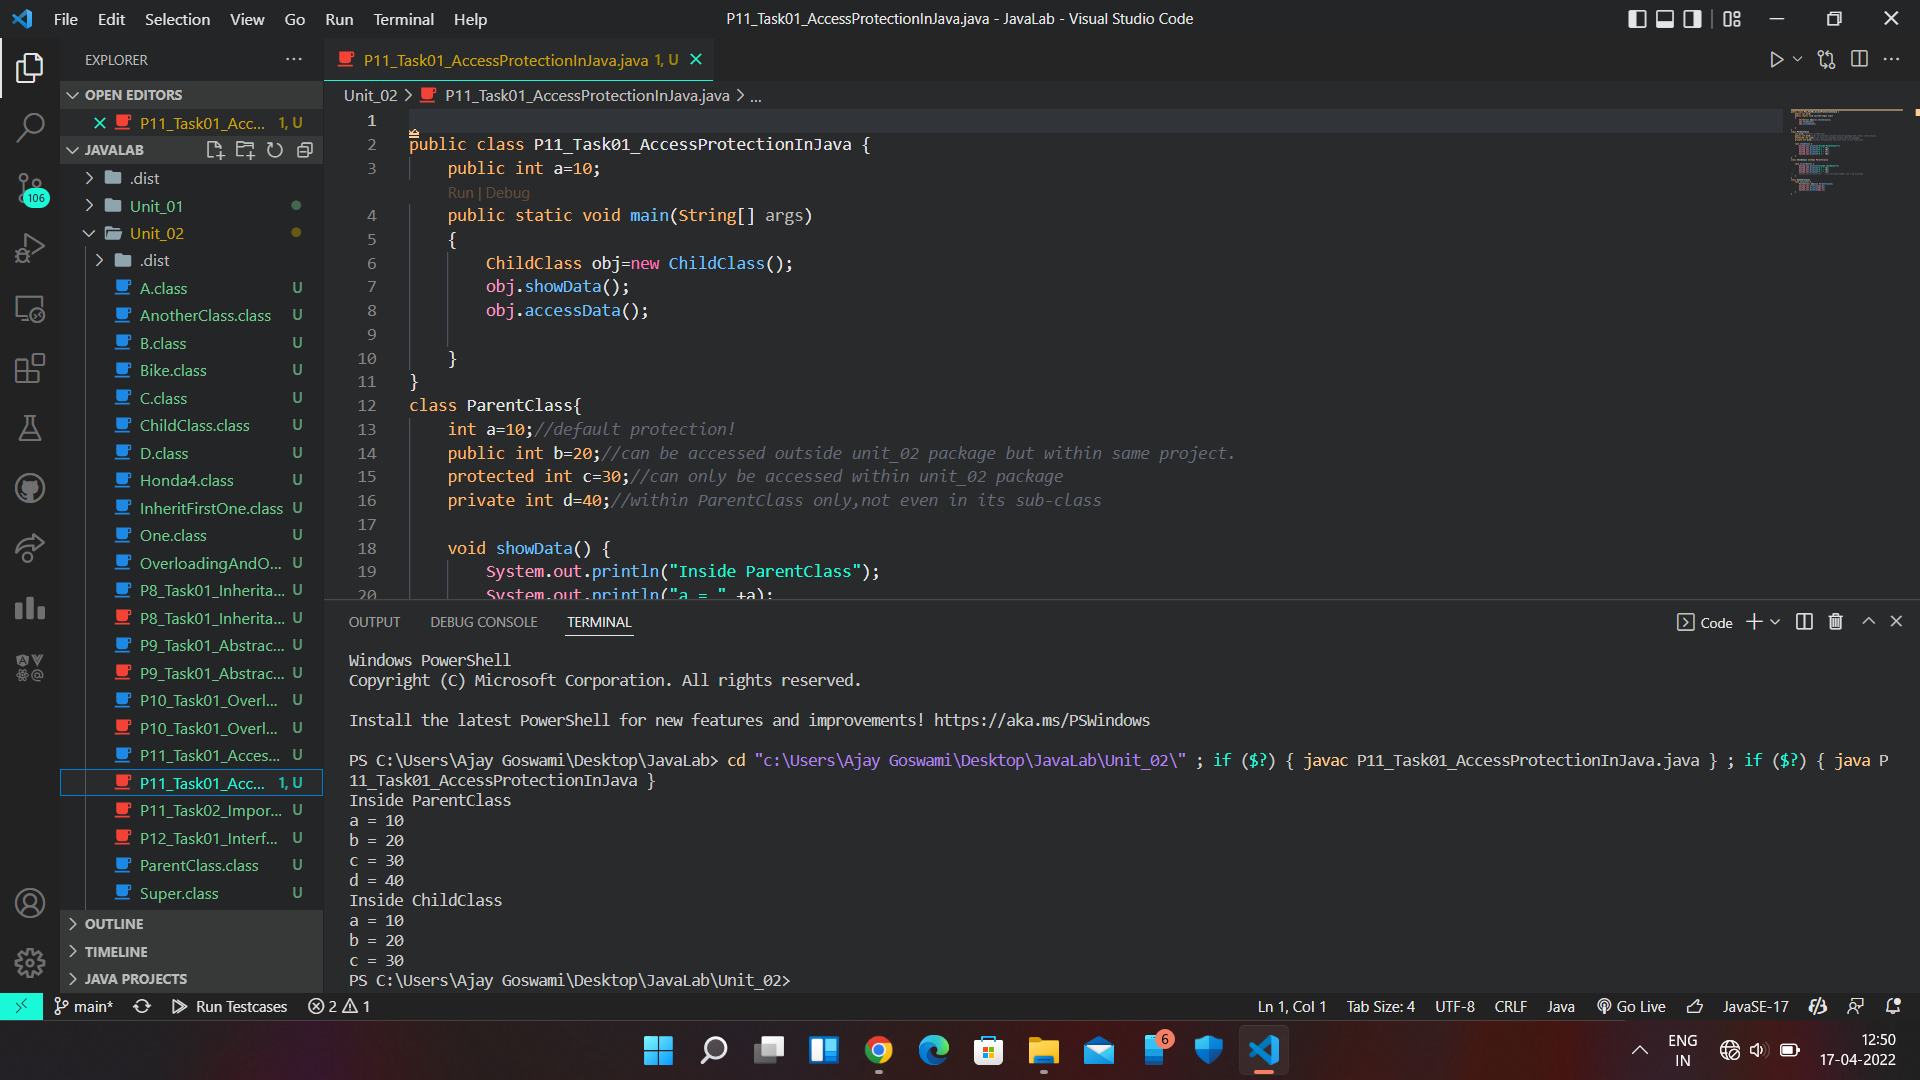 File Edit Selection View Go Run Terminal Help
P11_Task01_AccessProtectionInJava.java - JavaLab - Visual Studio Code
EXPLORER
OPEN EDITORS
P11_Task01_Acc... 1, U
JAVALAB
.dist
Unit_01
Unit_02
.dist
A.class U
AnotherClass.class U
B.class U
Bike.class U
C.class U
ChildClass.class U
D.class U
Honda4.class U
InheritFirstOne.class U
One.class U
OverloadingAndO... U
P8_Task01_Inherita... U
P8_Task01_Inherita... U
P9_Task01_Abstrac... U
P9_Task01_Abstrac... U
P10_Task01_Overl... U
P10_Task01_Overl... U
P11_Task01_Acces... U
P11_Task01_Acc... 1, U
P11_Task02_Impor... U
P12_Task01_Interf... U
ParentClass.class U
Super.class U
OUTLINE
TIMELINE
JAVA PROJECTS
106
P11_Task01_AccessProtectionInJava.java 1, U
Unit_02 > P11_Task01_AccessProtectionInJava.java > ...
1
2 public class P11_Task01_AccessProtectionInJava {
3 public int a=10;
Run | Debug
4 public static void main(String[] args)
5 {
6 ChildClass obj=new ChildClass();
7 obj.showData();
8 obj.accessData();
9
10 }
11 }
12 class ParentClass{
13 int a=10;//default protection!
14 public int b=20;//can be accessed outside unit_02 package but within same project.
15 protected int c=30;//can only be accessed within unit_02 package
16 private int d=40;//within ParentClass only,not even in its sub-class
17
18 void showData() {
19 System.out.println("Inside ParentClass");
20 System.out.println("a = " +a);
OUTPUT DEBUG CONSOLE TERMINAL
Code
Windows PowerShell
Copyright (C) Microsoft Corporation. All rights reserved.
Install the latest PowerShell for new features and improvements! https://aka.ms/PSWindows
PS C:\Users\Ajay Goswami\Desktop\JavaLab> cd "c:\Users\Ajay Goswami\Desktop\JavaLab\Unit_02\" ; if ($?) { javac P11_Task01_AccessProtectionInJava.java } ; if ($?) { java P
11_Task01_AccessProtectionInJava }
Inside ParentClass
a = 10
b = 20
c = 30
d = 40
Inside ChildClass
a = 10
b = 20
c = 30
PS C:\Users\Ajay Goswami\Desktop\JavaLab\Unit_02>
main* Run Testcases 2 1
Ln 1, Col 1 Tab Size: 4 UTF-8 CRLF Java Go Live JavaSE-17
6
ENG
IN
12:50
17-04-2022